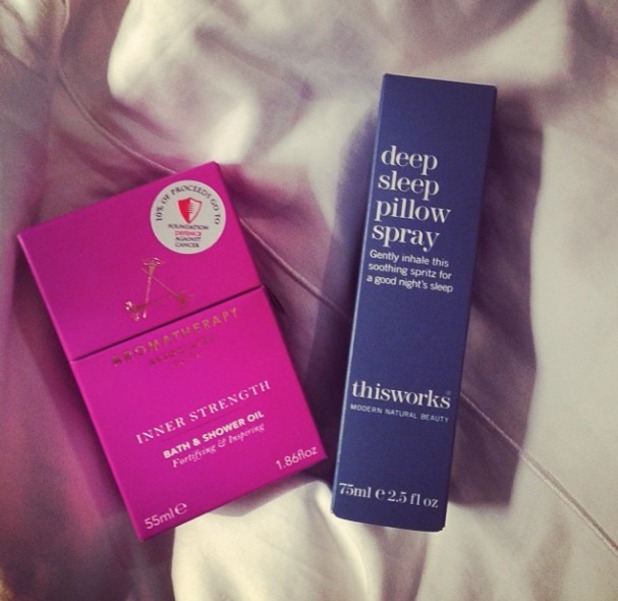 10% OF PROCEEDS GO TO
FOUNDATION
DEFENCE
AGAINST
CANCER
AROMATHERAPY
ASSOCIATES
INNER STRENGTH
BATH & SHOWER OIL
Fortifying & Inspiring
55ml e
1.86floz
deep
sleep
pillow
spray
Gently inhale this
soothing spritz for
a good night's sleep
thisworks®
MODERN NATURAL BEAUTY
75ml e 2.5 fl oz